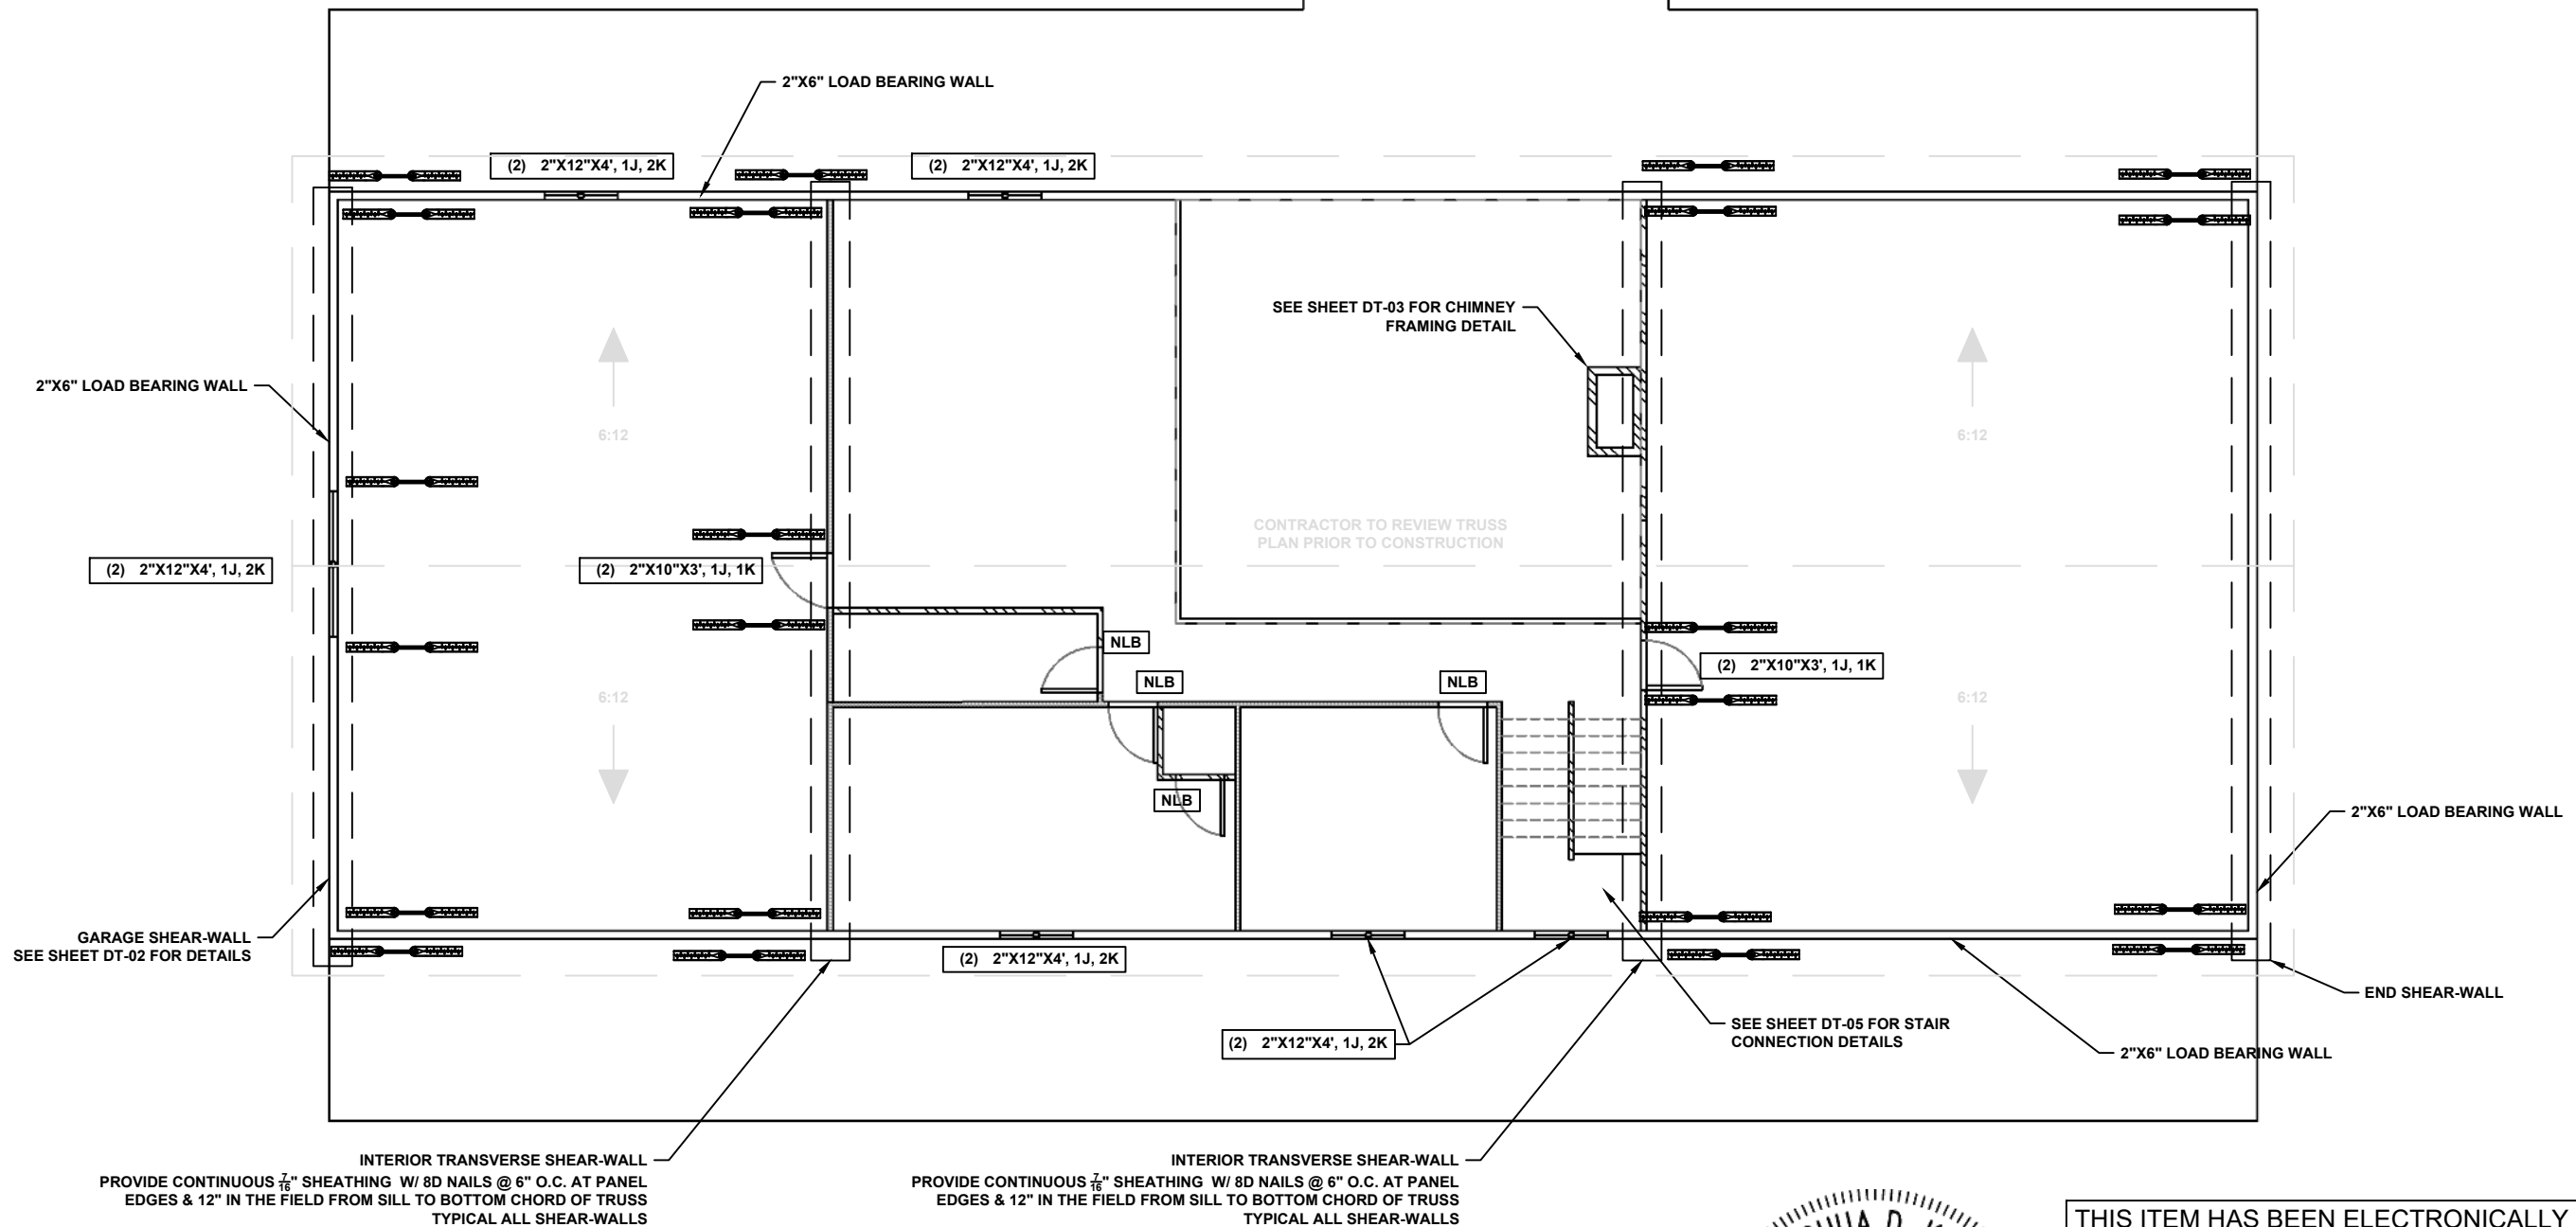 2"X6" LOAD BEARING WALL
(2) 2"X12"X4', 1J, 2K
(2) 2"X12"X4', 1J, 2K
SEE SHEET DT-03 FOR CHIMNEY
FRAMING DETAIL
2"X6" LOAD BEARING WALL
6:12
6:12
CONTRACTOR TO REVIEW TRUSS
PLAN PRIOR TO CONSTRUCTION
(2) 2"X12"X4', 1J, 2K
(2) 2"X10"X3', 1J, 1K
NLB
NLB
NLB
(2) 2"X10"X3', 1J, 1K
6:12
6:12
NLB
2"X6" LOAD BEARING WALL
GARAGE SHEAR-WALL
SEE SHEET DT-02 FOR DETAILS
(2) 2"X12"X4', 1J, 2K
END SHEAR-WALL
(2) 2"X12"X4', 1J, 2K
SEE SHEET DT-05 FOR STAIR
CONNECTION DETAILS
2"X6" LOAD BEARING WALL
INTERIOR TRANSVERSE SHEAR-WALL
PROVIDE CONTINUOUS 7/16" SHEATHING W/ 8D NAILS @ 6" O.C. AT PANEL
EDGES & 12" IN THE FIELD FROM SILL TO BOTTOM CHORD OF TRUSS
TYPICAL ALL SHEAR-WALLS
INTERIOR TRANSVERSE SHEAR-WALL
PROVIDE CONTINUOUS 7/16" SHEATHING W/ 8D NAILS @ 6" O.C. AT PANEL
EDGES & 12" IN THE FIELD FROM SILL TO BOTTOM CHORD OF TRUSS
TYPICAL ALL SHEAR-WALLS
THIS ITEM HAS BEEN ELECTRONICALLY